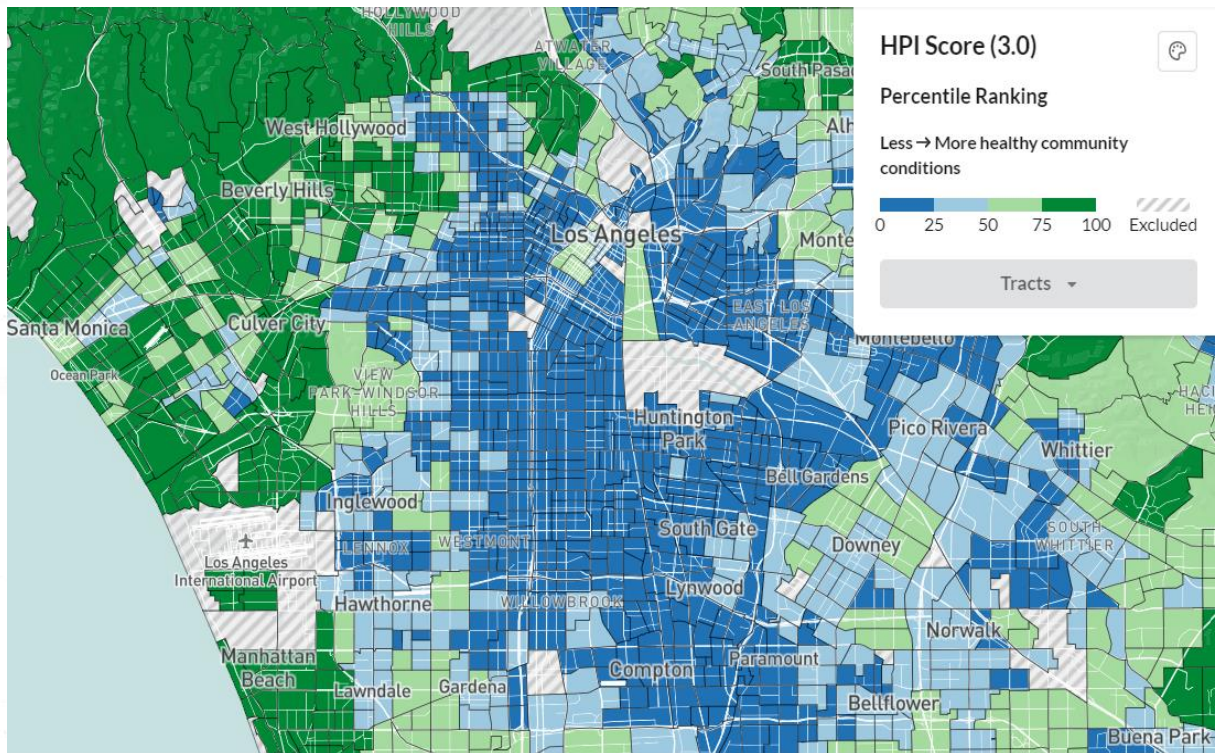 HOLLYWOOD
HILLS
ATWATER
VILLAGE
South Pasa
West Hollywood
Alh
Beverly Hills
Los Angeles
Monte
EAST LOS
ANGELES
Santa Monica
Culver City
Montebello
Ocean Park
VIEW
PARK-WINDSOR
HILLS
HACI
HEIG
Huntington
Park
Pico Rivera
Whittier
Bell Gardens
Inglewood
LENNOX
WESTMONT
South Gate
Downey
SOUTH
WHITTIER
Los Angeles
International Airport
Hawthorne
WILLOWBROOK
Lynwood
Norwalk
Manhattan
Beach
Lawndale
Gardena
Compton
Paramount
Bellflower
Buena Park
HPI Score (3.0)
Percentile Ranking
Less → More healthy community
conditions
0 25 50 75 100 Excluded
Tracts